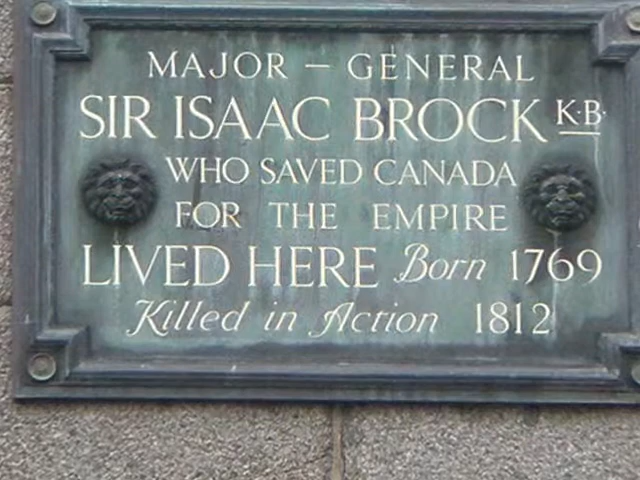 MAJOR – GENERAL
SIR ISAAC BROCK K·B·
WHO SAVED CANADA
FOR THE EMPIRE
LIVED HERE Born 1769
Killed in Action 1812